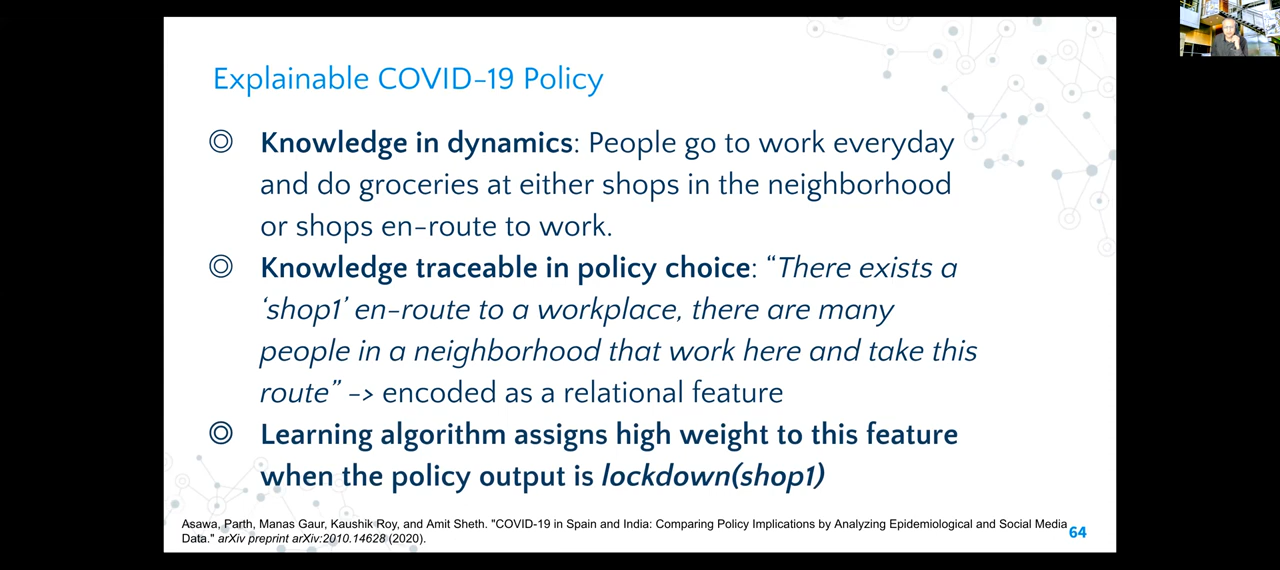 Explainable COVID-19 Policy
◎ Knowledge in dynamics: People go to work everyday
and do groceries at either shops in the neighborhood
or shops en-route to work.
◎ Knowledge traceable in policy choice: “There exists a
‘shop1’ en-route to a workplace, there are many
people in a neighborhood that work here and take this
route” -> encoded as a relational feature
◎ Learning algorithm assigns high weight to this feature
when the policy output is lockdown(shop1)
Asawa, Parth, Manas Gaur, Kaushik Roy, and Amit Sheth. "COVID-19 in Spain and India: Comparing Policy Implications by Analyzing Epidemiological and Social Media
Data." arXiv preprint arXiv:2010.14628 (2020).
64